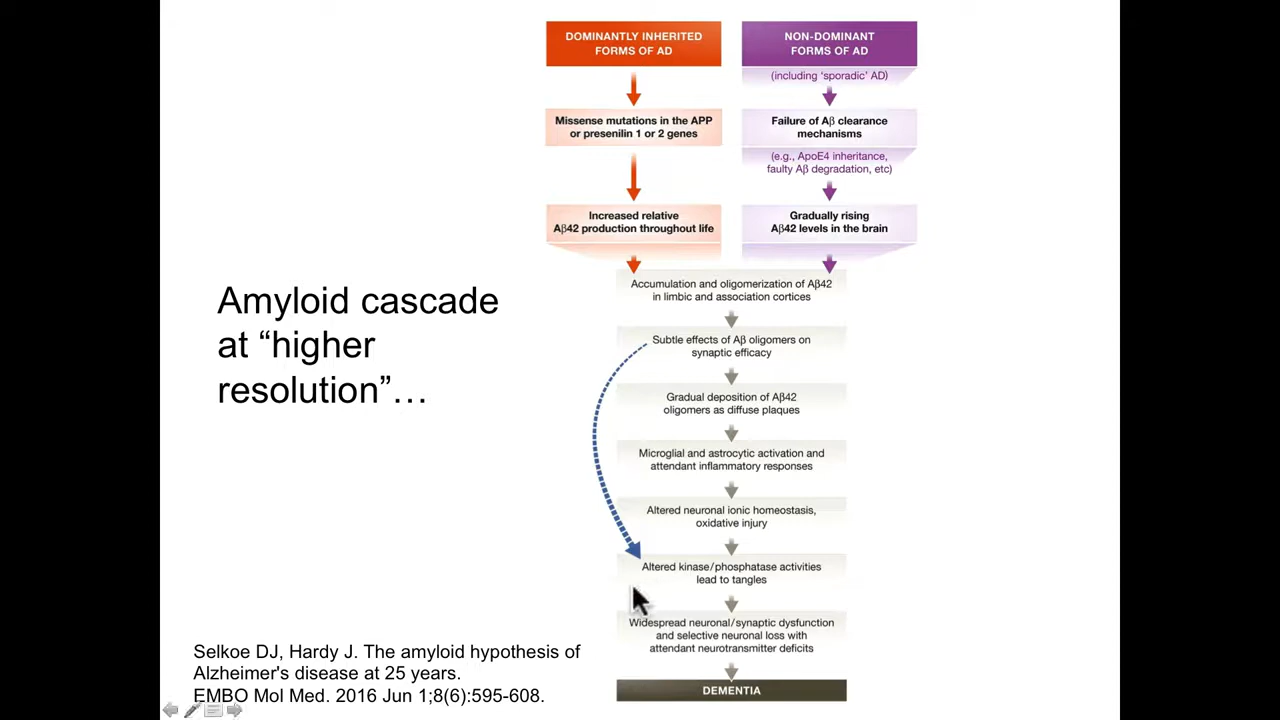 DOMINANTLY INHERITED
FORMS OF AD
Missense mutations in the APP
or presenilin 1 or 2 genes
Increased relative
Aβ42 production throughout life
NON-DOMINANT
FORMS OF AD
(including ‘sporadic’ AD)
Failure of Aβ clearance
mechanisms
(e.g., ApoE4 inheritance,
faulty Aβ degradation, etc)
Gradually rising
Aβ42 levels in the brain
Accumulation and oligomerization of Aβ42
in limbic and association cortices
Subtle effects of Aβ oligomers on
synaptic efficacy
Gradual deposition of Aβ42
oligomers as diffuse plaques
Microglial and astrocytic activation and
attendant inflammatory responses
Altered neuronal ionic homeostasis,
oxidative injury
Altered kinase/phosphatase activities
lead to tangles
Widespread neuronal/synaptic dysfunction
and selective neuronal loss with
attendant neurotransmitter deficits
DEMENTIA
Amyloid cascade
at “higher
resolution”…
Selkoe DJ, Hardy J. The amyloid hypothesis of
Alzheimer's disease at 25 years.
EMBO Mol Med. 2016 Jun 1;8(6):595-608.